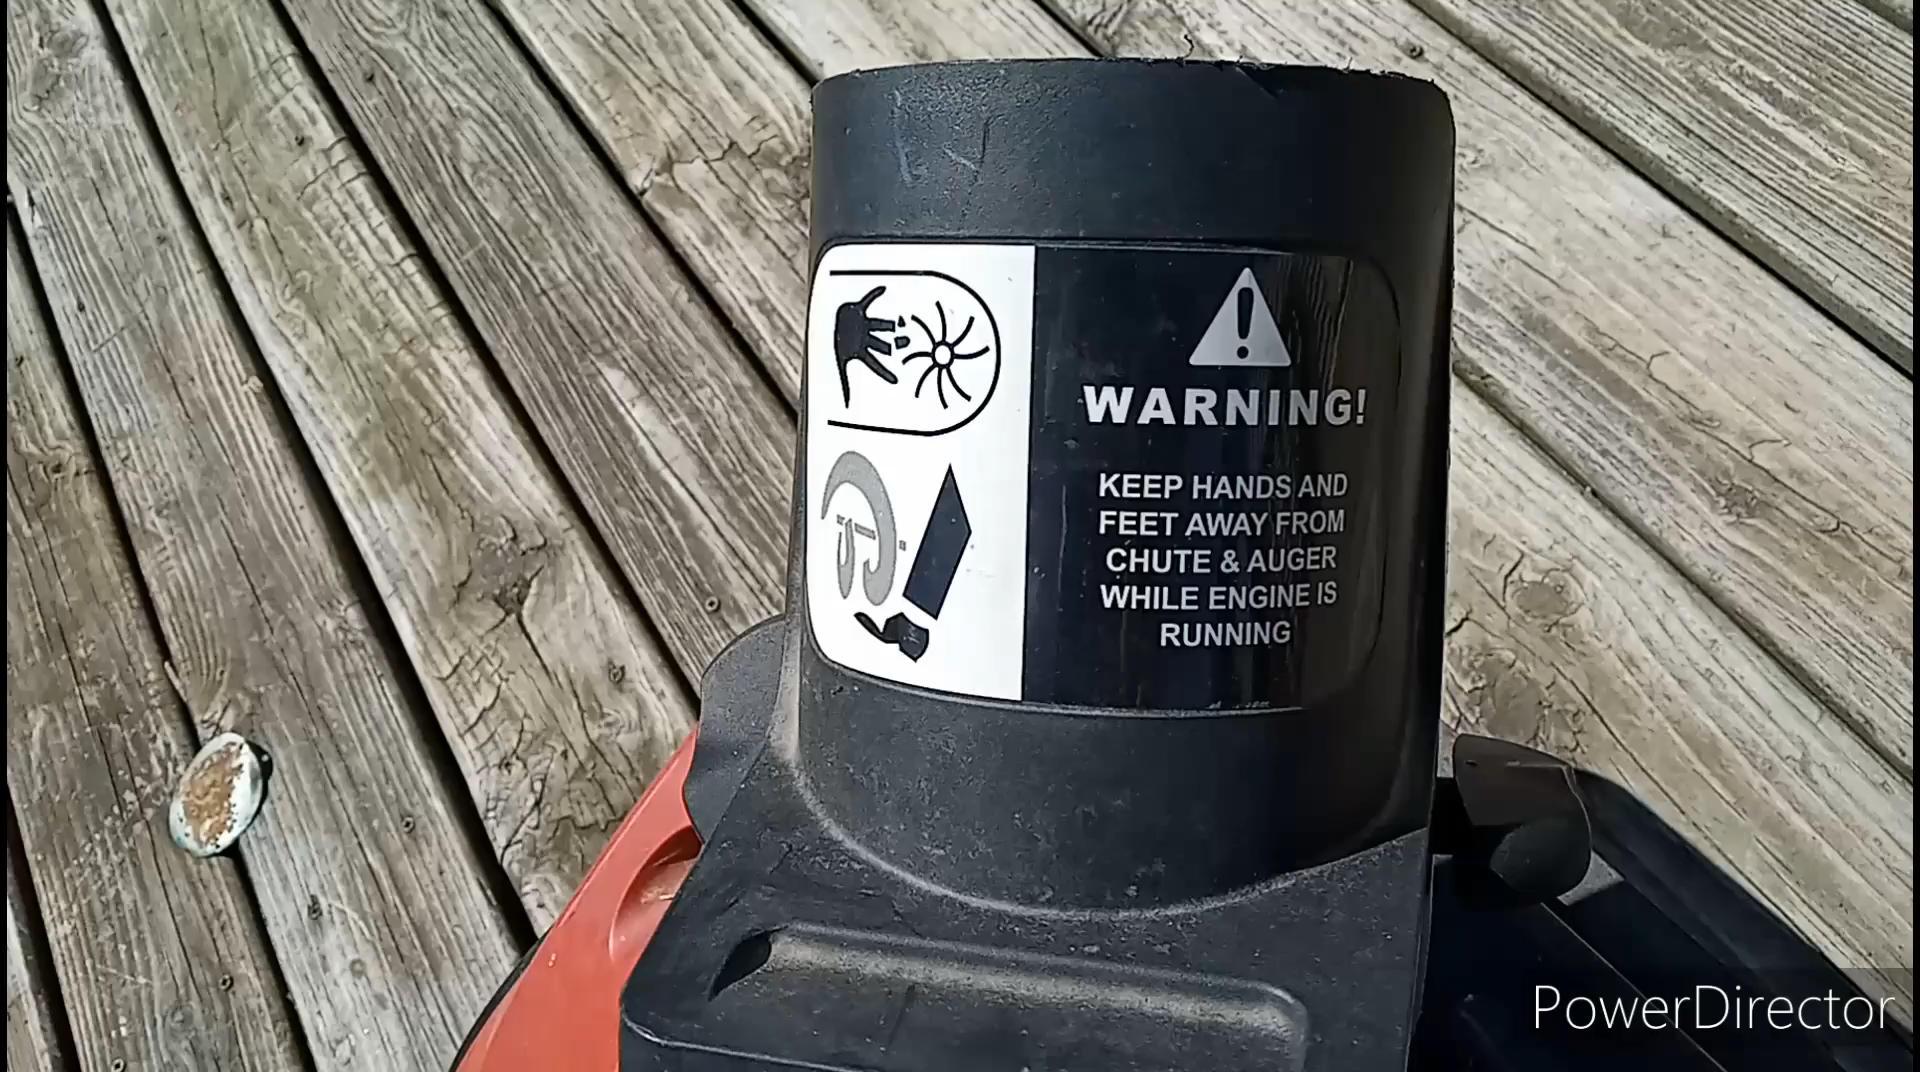 WARNING!
KEEP HANDS AND
FEET AWAY FROM
CHUTE & AUGER
WHILE ENGINE IS
RUNNING
PowerDirector